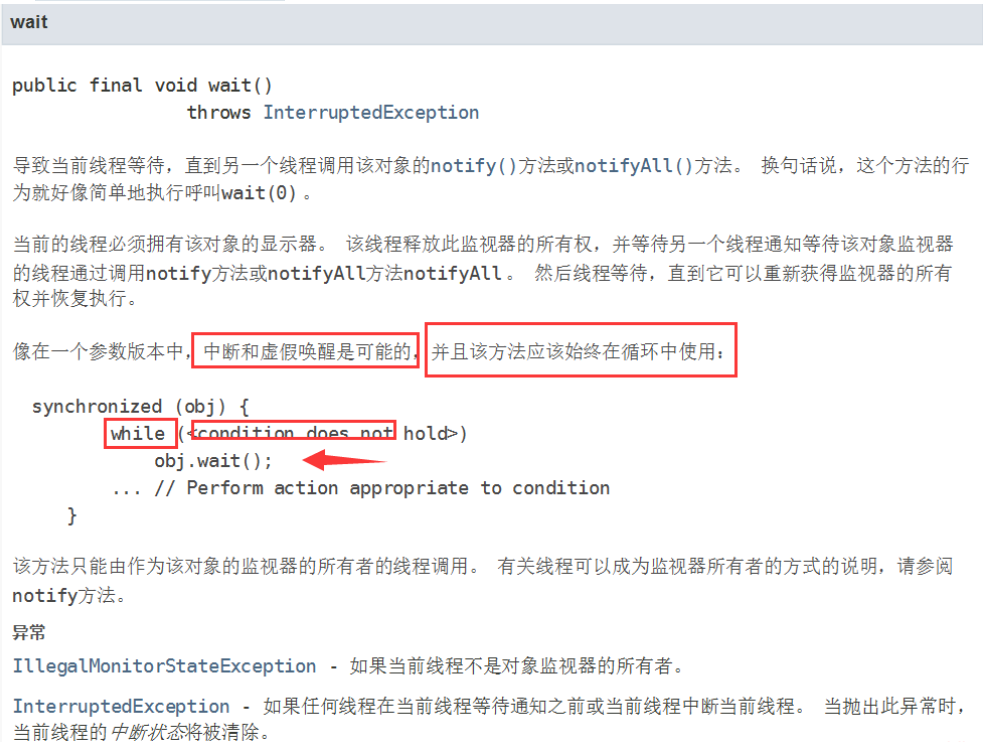 wait
public final void wait()
throws InterruptedException
导致当前线程等待，直到另一个线程调用该对象的notify()方法或notifyAll()方法。 换句话说，这个方法的行
为就好像简单地执行呼叫wait(0) 。
当前的线程必须拥有该对象的显示器。 该线程释放此监视器的所有权，并等待另一个线程通知等待该对象监视器
的线程通过调用notify方法或notifyAll方法notifyAll 。 然后线程等待，直到它可以重新获得监视器的所有
权并恢复执行。
像在一个参数版本中，中断和虚假唤醒是可能的，并且该方法应该始终在循环中使用：
synchronized (obj) {
while (<condition does not hold>)
obj.wait();
... // Perform action appropriate to condition
}
该方法只能由作为该对象的监视器的所有者的线程调用。 有关线程可以成为监视器所有者的方式的说明，请参阅
notify方法。
异常
IllegalMonitorStateException - 如果当前线程不是对象监视器的所有者。
InterruptedException - 如果任何线程在当前线程等待通知之前或当前线程中断当前线程。 当抛出此异常时，
当前线程的中断状态将被清除。